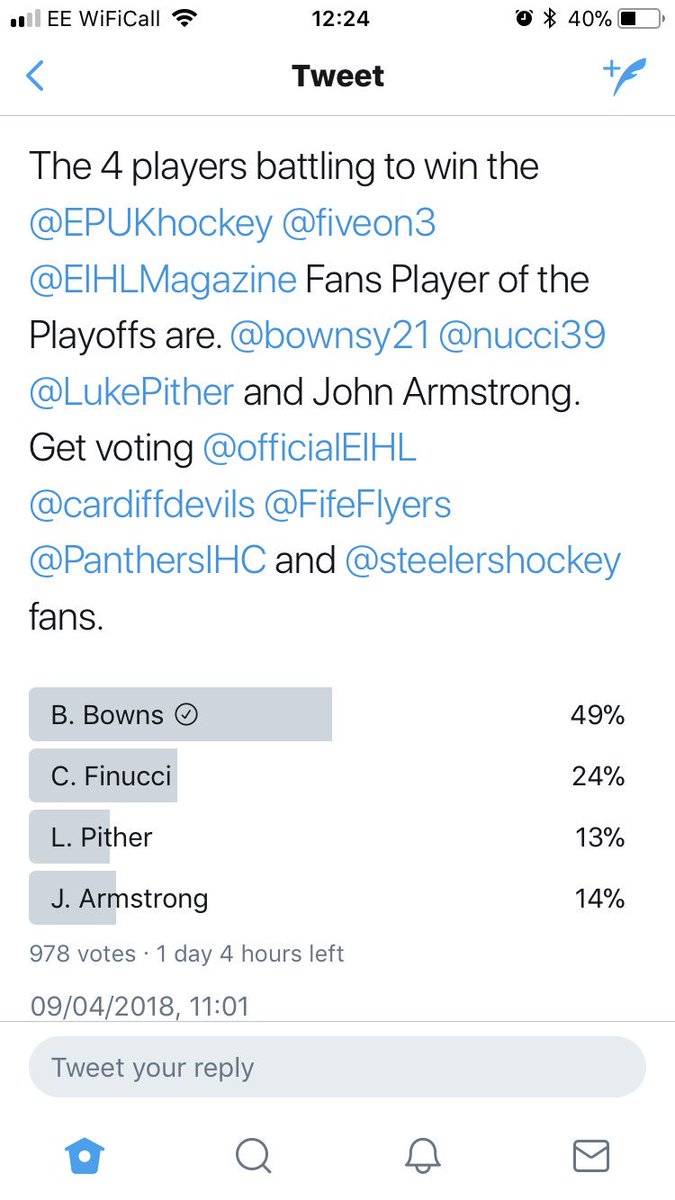 EE WiFiCall 12:24 40%
Tweet
The 4 players battling to win the
@EPUKhockey @fiveon3
@EIHLMagazine Fans Player of the
Playoffs are. @bownsy21 @nucci39
@LukePither and John Armstrong.
Get voting @officialEIHL
@cardiffdevils @FifeFlyers
@PanthersIHC and @steelershockey
fans.
B. Bowns 49%
C. Finucci 24%
L. Pither 13%
J. Armstrong 14%
978 votes · 1 day 4 hours left
09/04/2018, 11:01
Tweet your reply